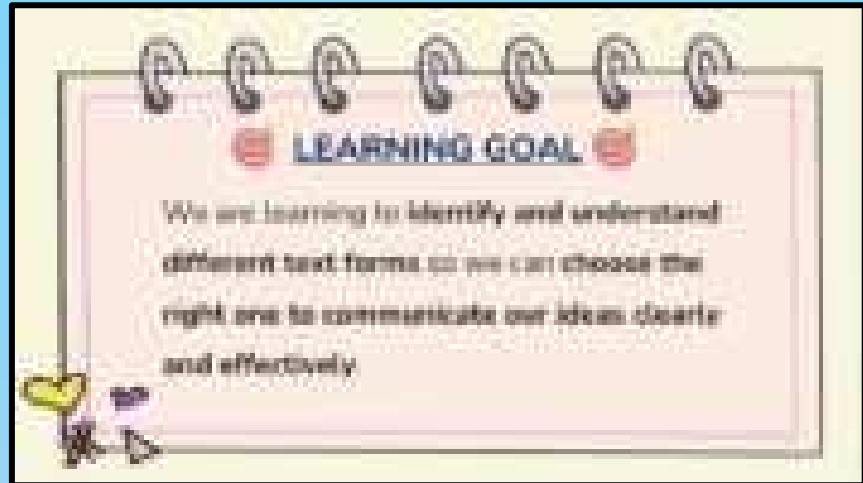 LEARNING GOAL
We are learning to identify and understand
different text forms so we can choose the
right one to communicate our ideas clearly
and effectively